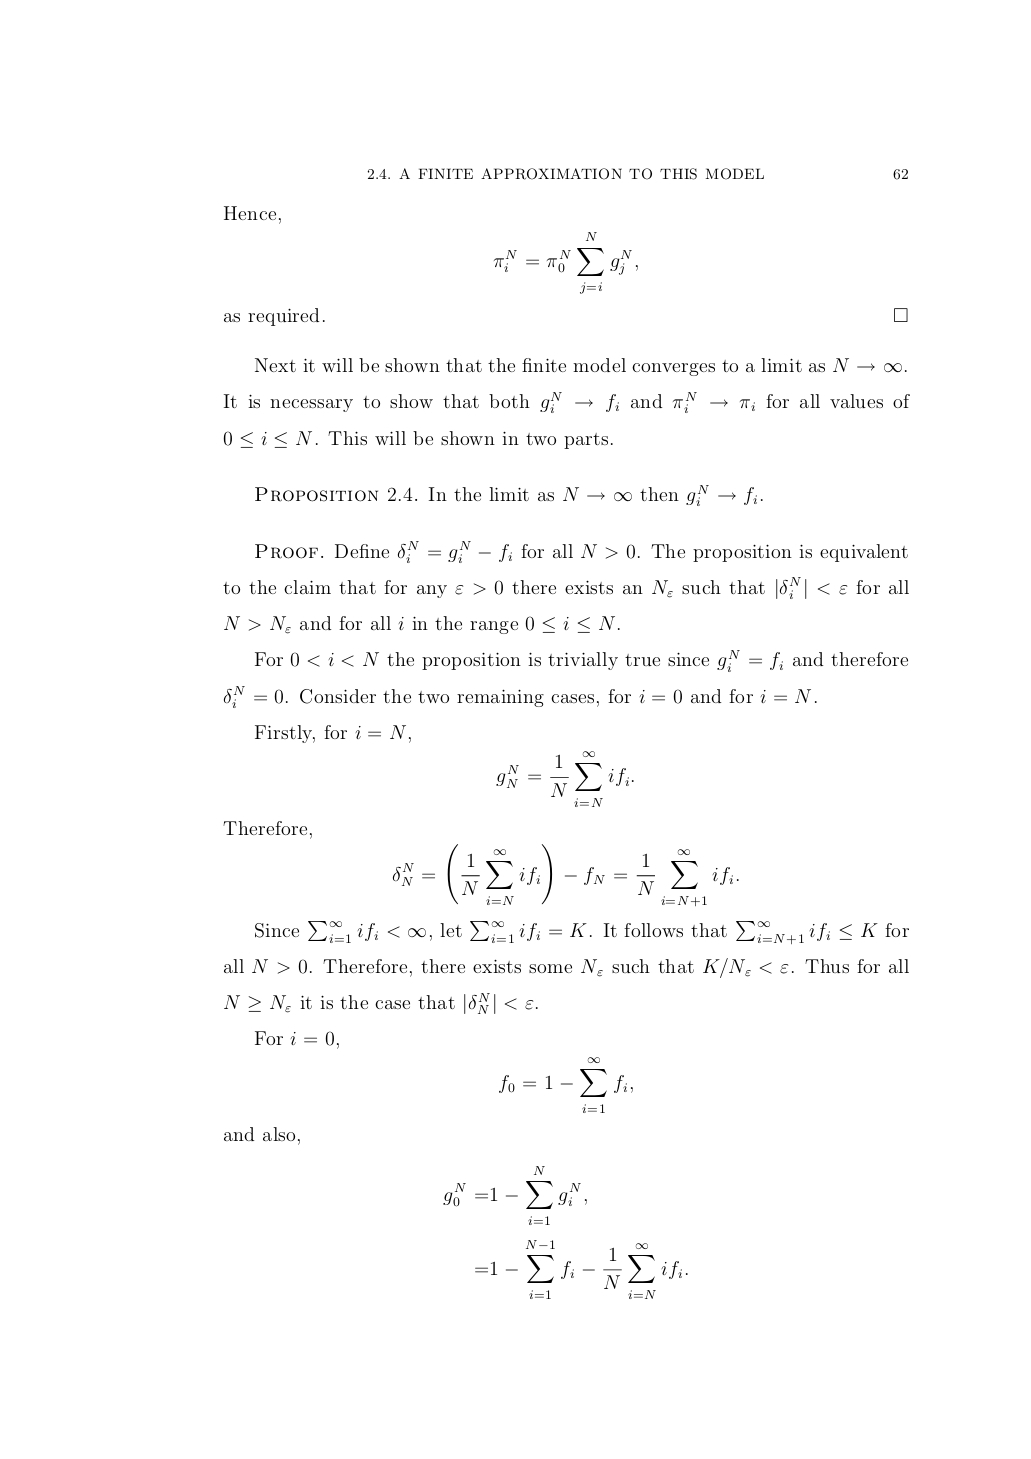 2.4. A FINITE APPROXIMATION TO THIS MODEL 62
Hence,
$\pi_i^N = \pi_0^N \sum_{j=i}^{N} g_j^N,$
as required. □
Next it will be shown that the finite model converges to a limit as $N \to \infty$.
It is necessary to show that both $g_i^N \to f_i$ and $\pi_i^N \to \pi_i$ for all values of
$0 \leq i \leq N$. This will be shown in two parts.
PROPOSITION 2.4. In the limit as $N \to \infty$ then $g_i^N \to f_i$.
PROOF. Define $\delta_i^N = g_i^N - f_i$ for all $N > 0$. The proposition is equivalent
to the claim that for any $\varepsilon > 0$ there exists an $N_\varepsilon$ such that $|\delta_i^N| < \varepsilon$ for all
$N > N_\varepsilon$ and for all $i$ in the range $0 \leq i \leq N$.
For $0 < i < N$ the proposition is trivially true since $g_i^N = f_i$ and therefore
$\delta_i^N = 0$. Consider the two remaining cases, for $i = 0$ and for $i = N$.
Firstly, for $i = N$,
$g_N^N = \frac{1}{N} \sum_{i=N}^{\infty} i f_i.$
Therefore,
$\delta_N^N = \left( \frac{1}{N} \sum_{i=N}^{\infty} i f_i \right) - f_N = \frac{1}{N} \sum_{i=N+1}^{\infty} i f_i.$
Since $\sum_{i=1}^{\infty} i f_i < \infty$, let $\sum_{i=1}^{\infty} i f_i = K$. It follows that $\sum_{i=N+1}^{\infty} i f_i \leq K$ for
all $N > 0$. Therefore, there exists some $N_\varepsilon$ such that $K/N_\varepsilon < \varepsilon$. Thus for all
$N \geq N_\varepsilon$ it is the case that $|\delta_N^N| < \varepsilon$.
For $i = 0$,
$f_0 = 1 - \sum_{i=1}^{\infty} f_i,$
and also,
$g_0^N = 1 - \sum_{i=1}^{N} g_i^N,$
$= 1 - \sum_{i=1}^{N-1} f_i - \frac{1}{N} \sum_{i=N}^{\infty} i f_i.$